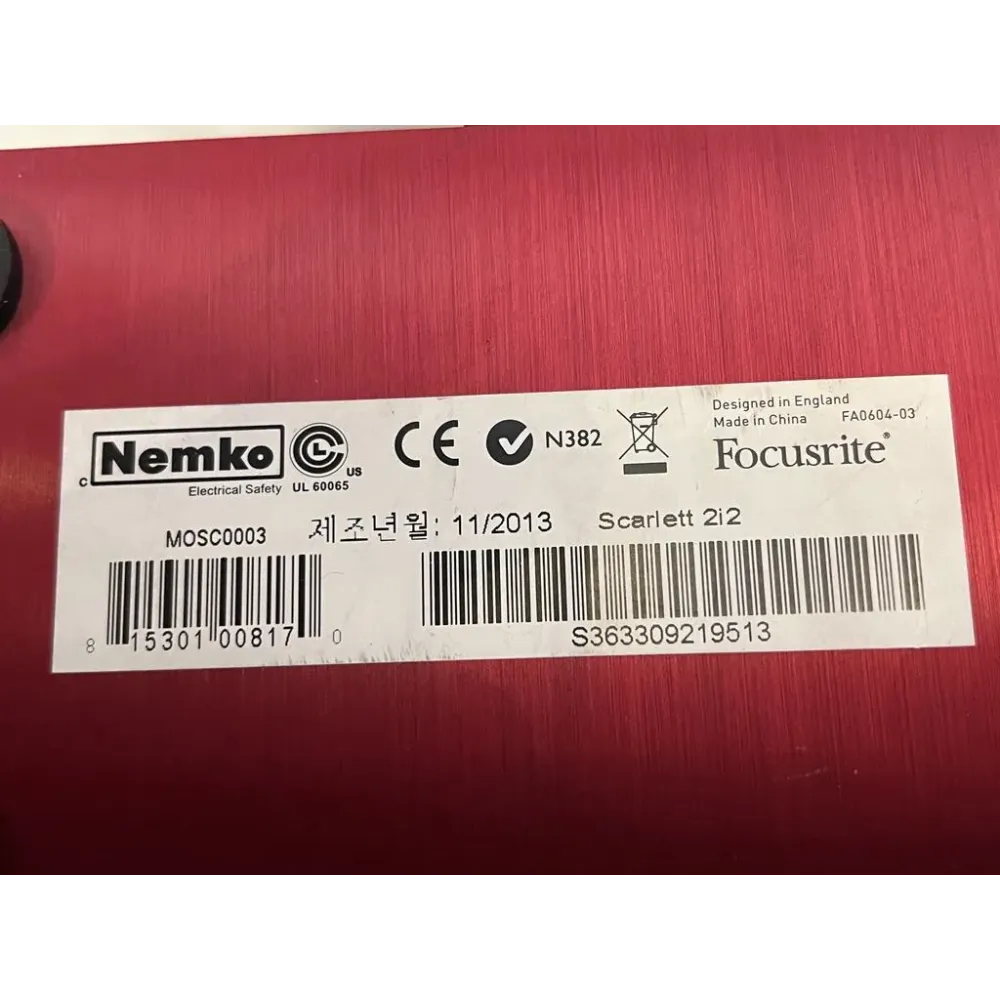 Designed in England
Made in China FA0604-03
Focusrite®
c Nemko
Electrical Safety
CL US
UL 60065
CE N382
MOSC0003
제조년월: 11/2013
Scarlett 2i2
8 15301 00817 0
S363309219513